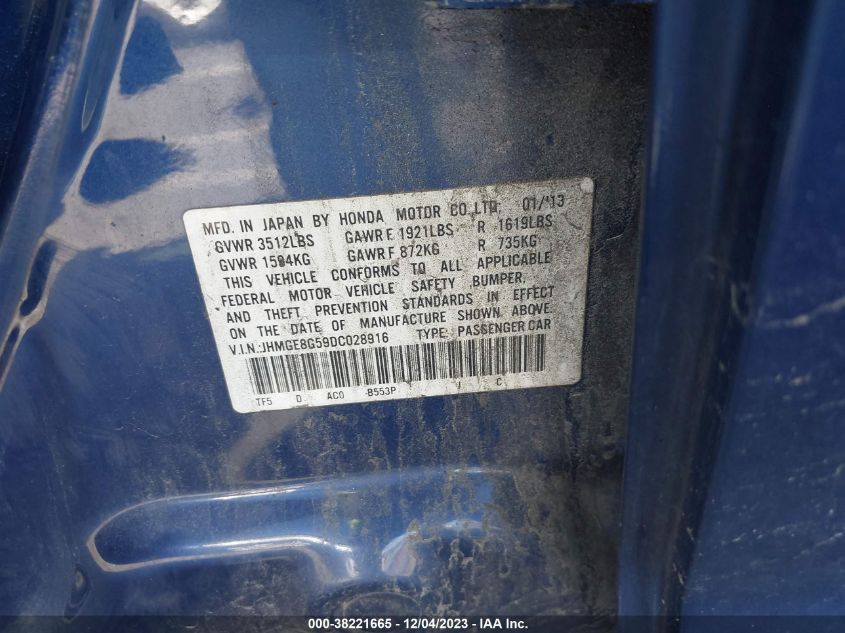 MFD. IN JAPAN BY HONDA MOTOR CO.,LTD. 01/'13
GVWR 3512LBS GAWR F 1921LBS R 1619LBS
GVWR 1594KG GAWR F 872KG R 735KG
THIS VEHICLE CONFORMS TO ALL APPLICABLE
FEDERAL MOTOR VEHICLE SAFETY BUMPER,
AND THEFT PREVENTION STANDARDS IN EFFECT
ON THE DATE OF MANUFACTURE SHOWN ABOVE.
V.I.N.:JHMGE8G59DC028916 TYPE: PASSENGER CAR
TF5 D AC0 -B553P J C
000-38221665 - 12/04/2023 - IAA Inc.